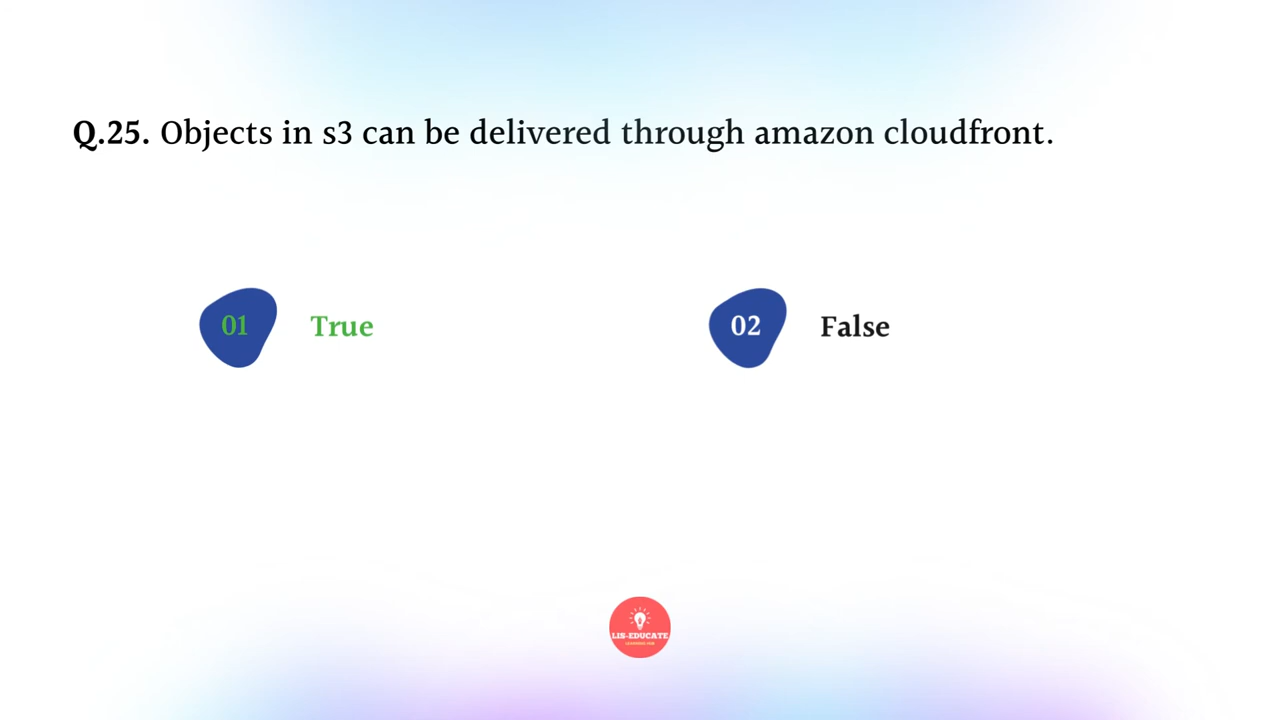 Q.25. Objects in s3 can be delivered through amazon cloudfront.
01 True
02 False
LIS-EDUCATE